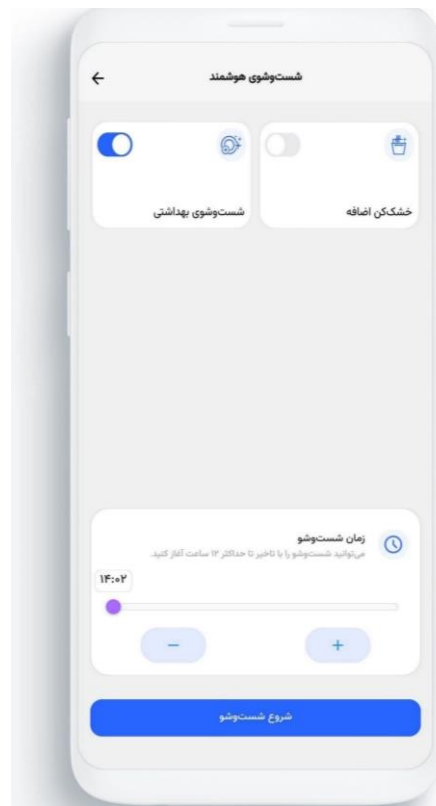 شست‌وشوی هوشمند
خشک‌کن اضافه
شست‌وشوی بهداشتی
زمان شست‌وشو
می‌توانید شست‌وشو را با تاخیر تا حداکثر ۱۲ ساعت آغاز کنید.
۱۴:۰۲
شروع شست‌وشو